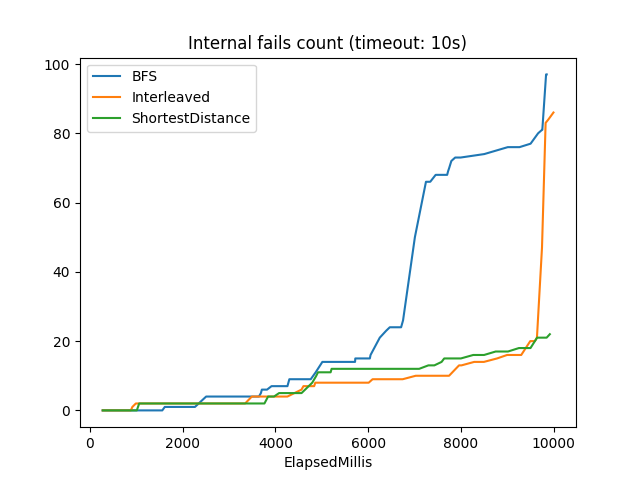 Internal fails count (timeout: 10s)
100
80
60
40
20
0
BFS
Interleaved
ShortestDistance
0 2000 4000 6000 8000 10000
ElapsedMillis